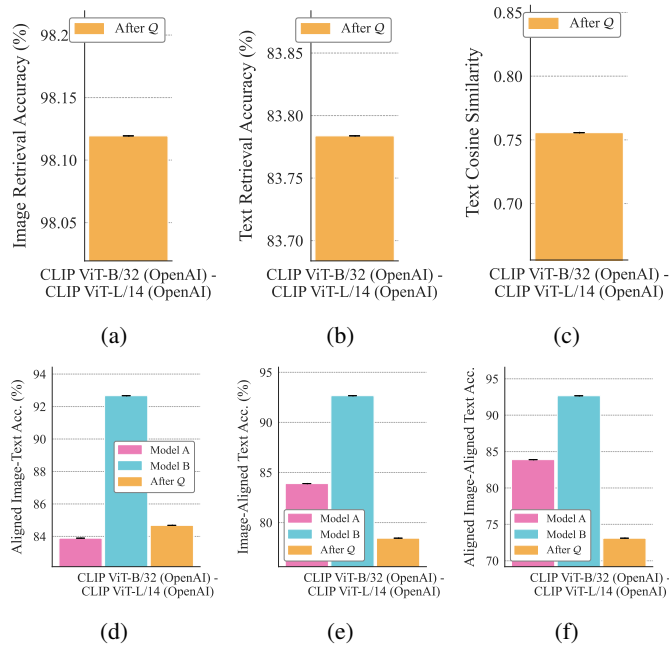 After Q
Image Retrieval Accuracy (%)
98.2
98.15
98.10
98.05
CLIP ViT-B/32 (OpenAI) -
CLIP ViT-L/14 (OpenAI)
(a)
After Q
Text Retrieval Accuracy (%)
83.85
83.80
83.75
83.70
CLIP ViT-B/32 (OpenAI) -
CLIP ViT-L/14 (OpenAI)
(b)
After Q
Text Cosine Similarity
0.85
0.80
0.75
0.70
CLIP ViT-B/32 (OpenAI) -
CLIP ViT-L/14 (OpenAI)
(c)
Aligned Image-Text Acc. (%)
94
92
90
88
86
84
Model A
Model B
After Q
CLIP ViT-B/32 (OpenAI) -
CLIP ViT-L/14 (OpenAI)
(d)
Image-Aligned Text Acc. (%)
95
90
85
80
Model A
Model B
After Q
CLIP ViT-B/32 (OpenAI) -
CLIP ViT-L/14 (OpenAI)
(e)
Aligned Image-Aligned Text Acc. (%)
95
90
85
80
75
70
Model A
Model B
After Q
CLIP ViT-B/32 (OpenAI) -
CLIP ViT-L/14 (OpenAI)
(f)